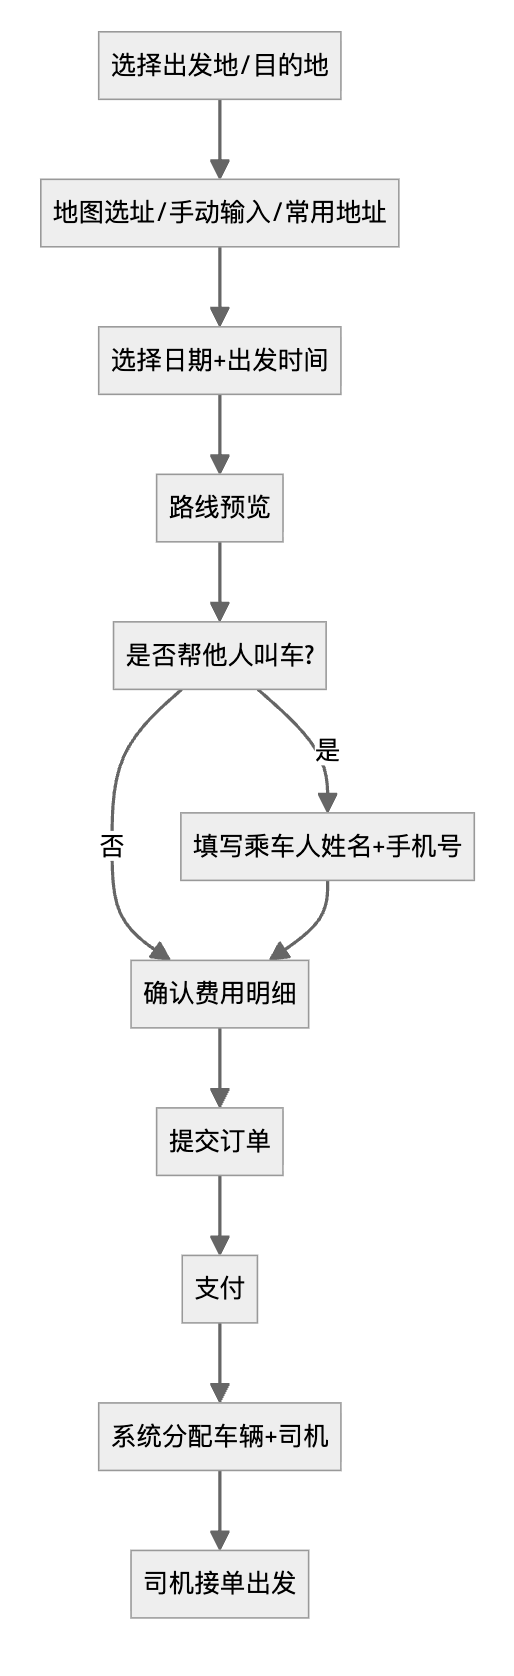 选择出发地/目的地
地图选址/手动输入/常用地址
选择日期+出发时间
路线预览
是否帮他人叫车?
是
否
填写乘车人姓名+手机号
确认费用明细
提交订单
支付
系统分配车辆+司机
司机接单出发